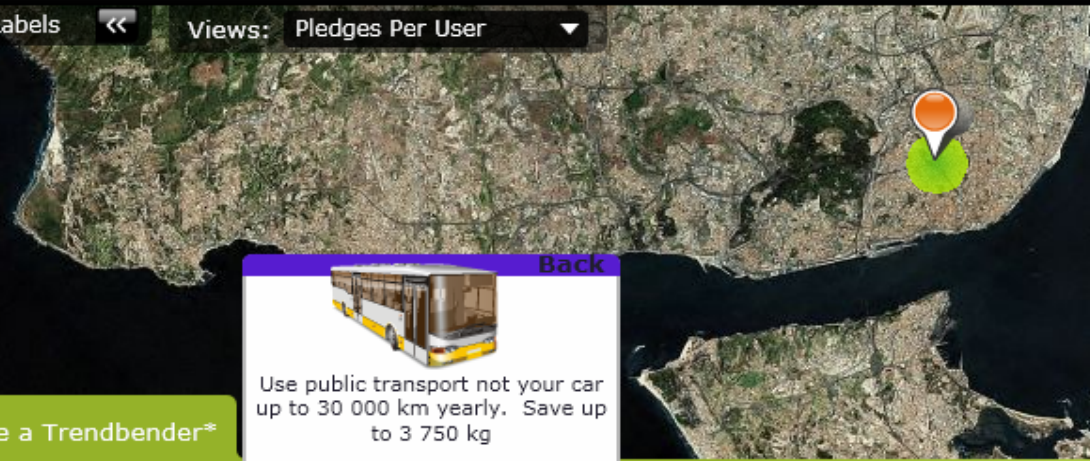 abels
Views: Pledges Per User
Back
Use public transport not your car
up to 30 000 km yearly. Save up
to 3 750 kg
e a Trendbender*